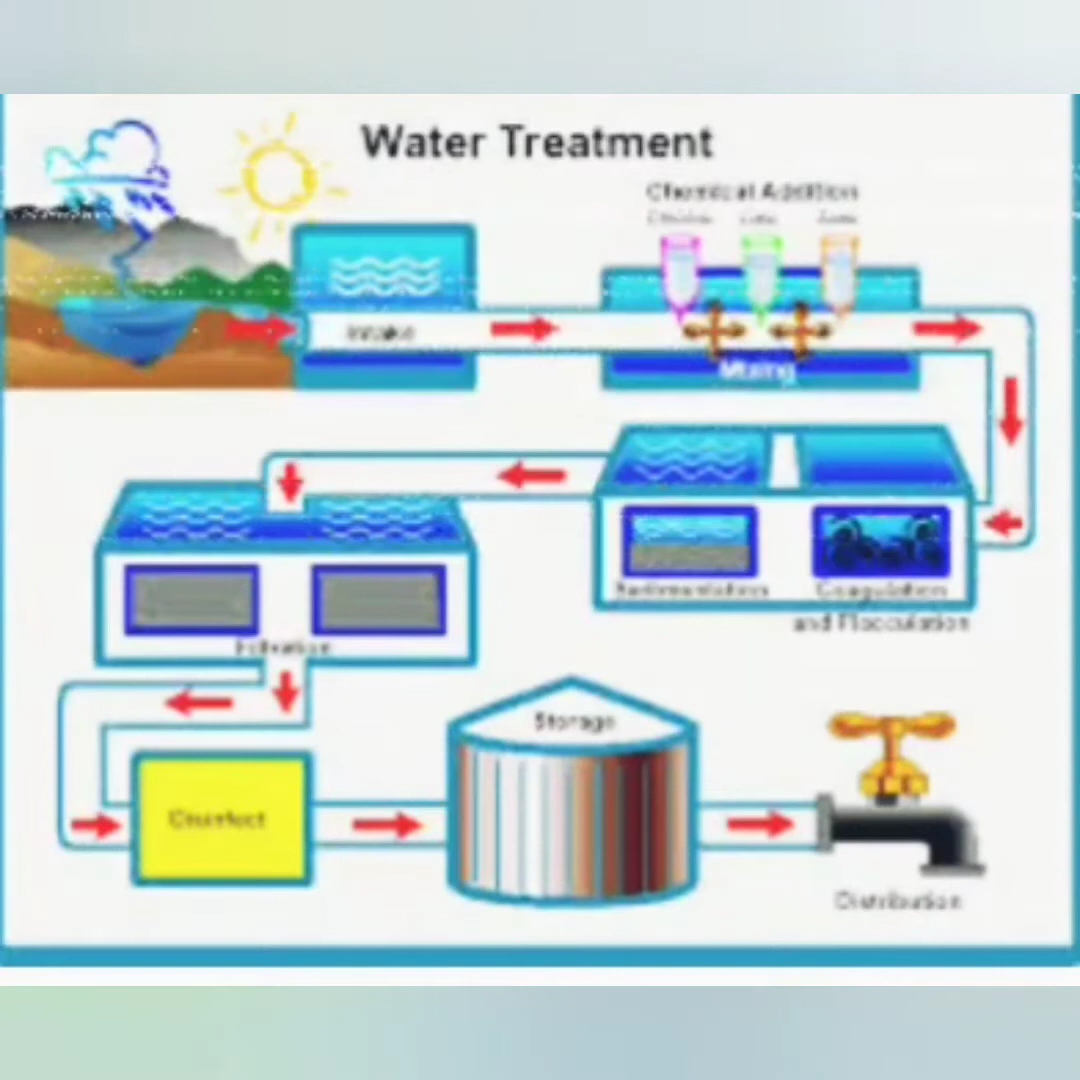 Water Treatment
Chemical Addition
Intake
Mixing
Sedimentation
Coagulation
and Flocculation
Filtration
Storage
Disinfect
Distribution